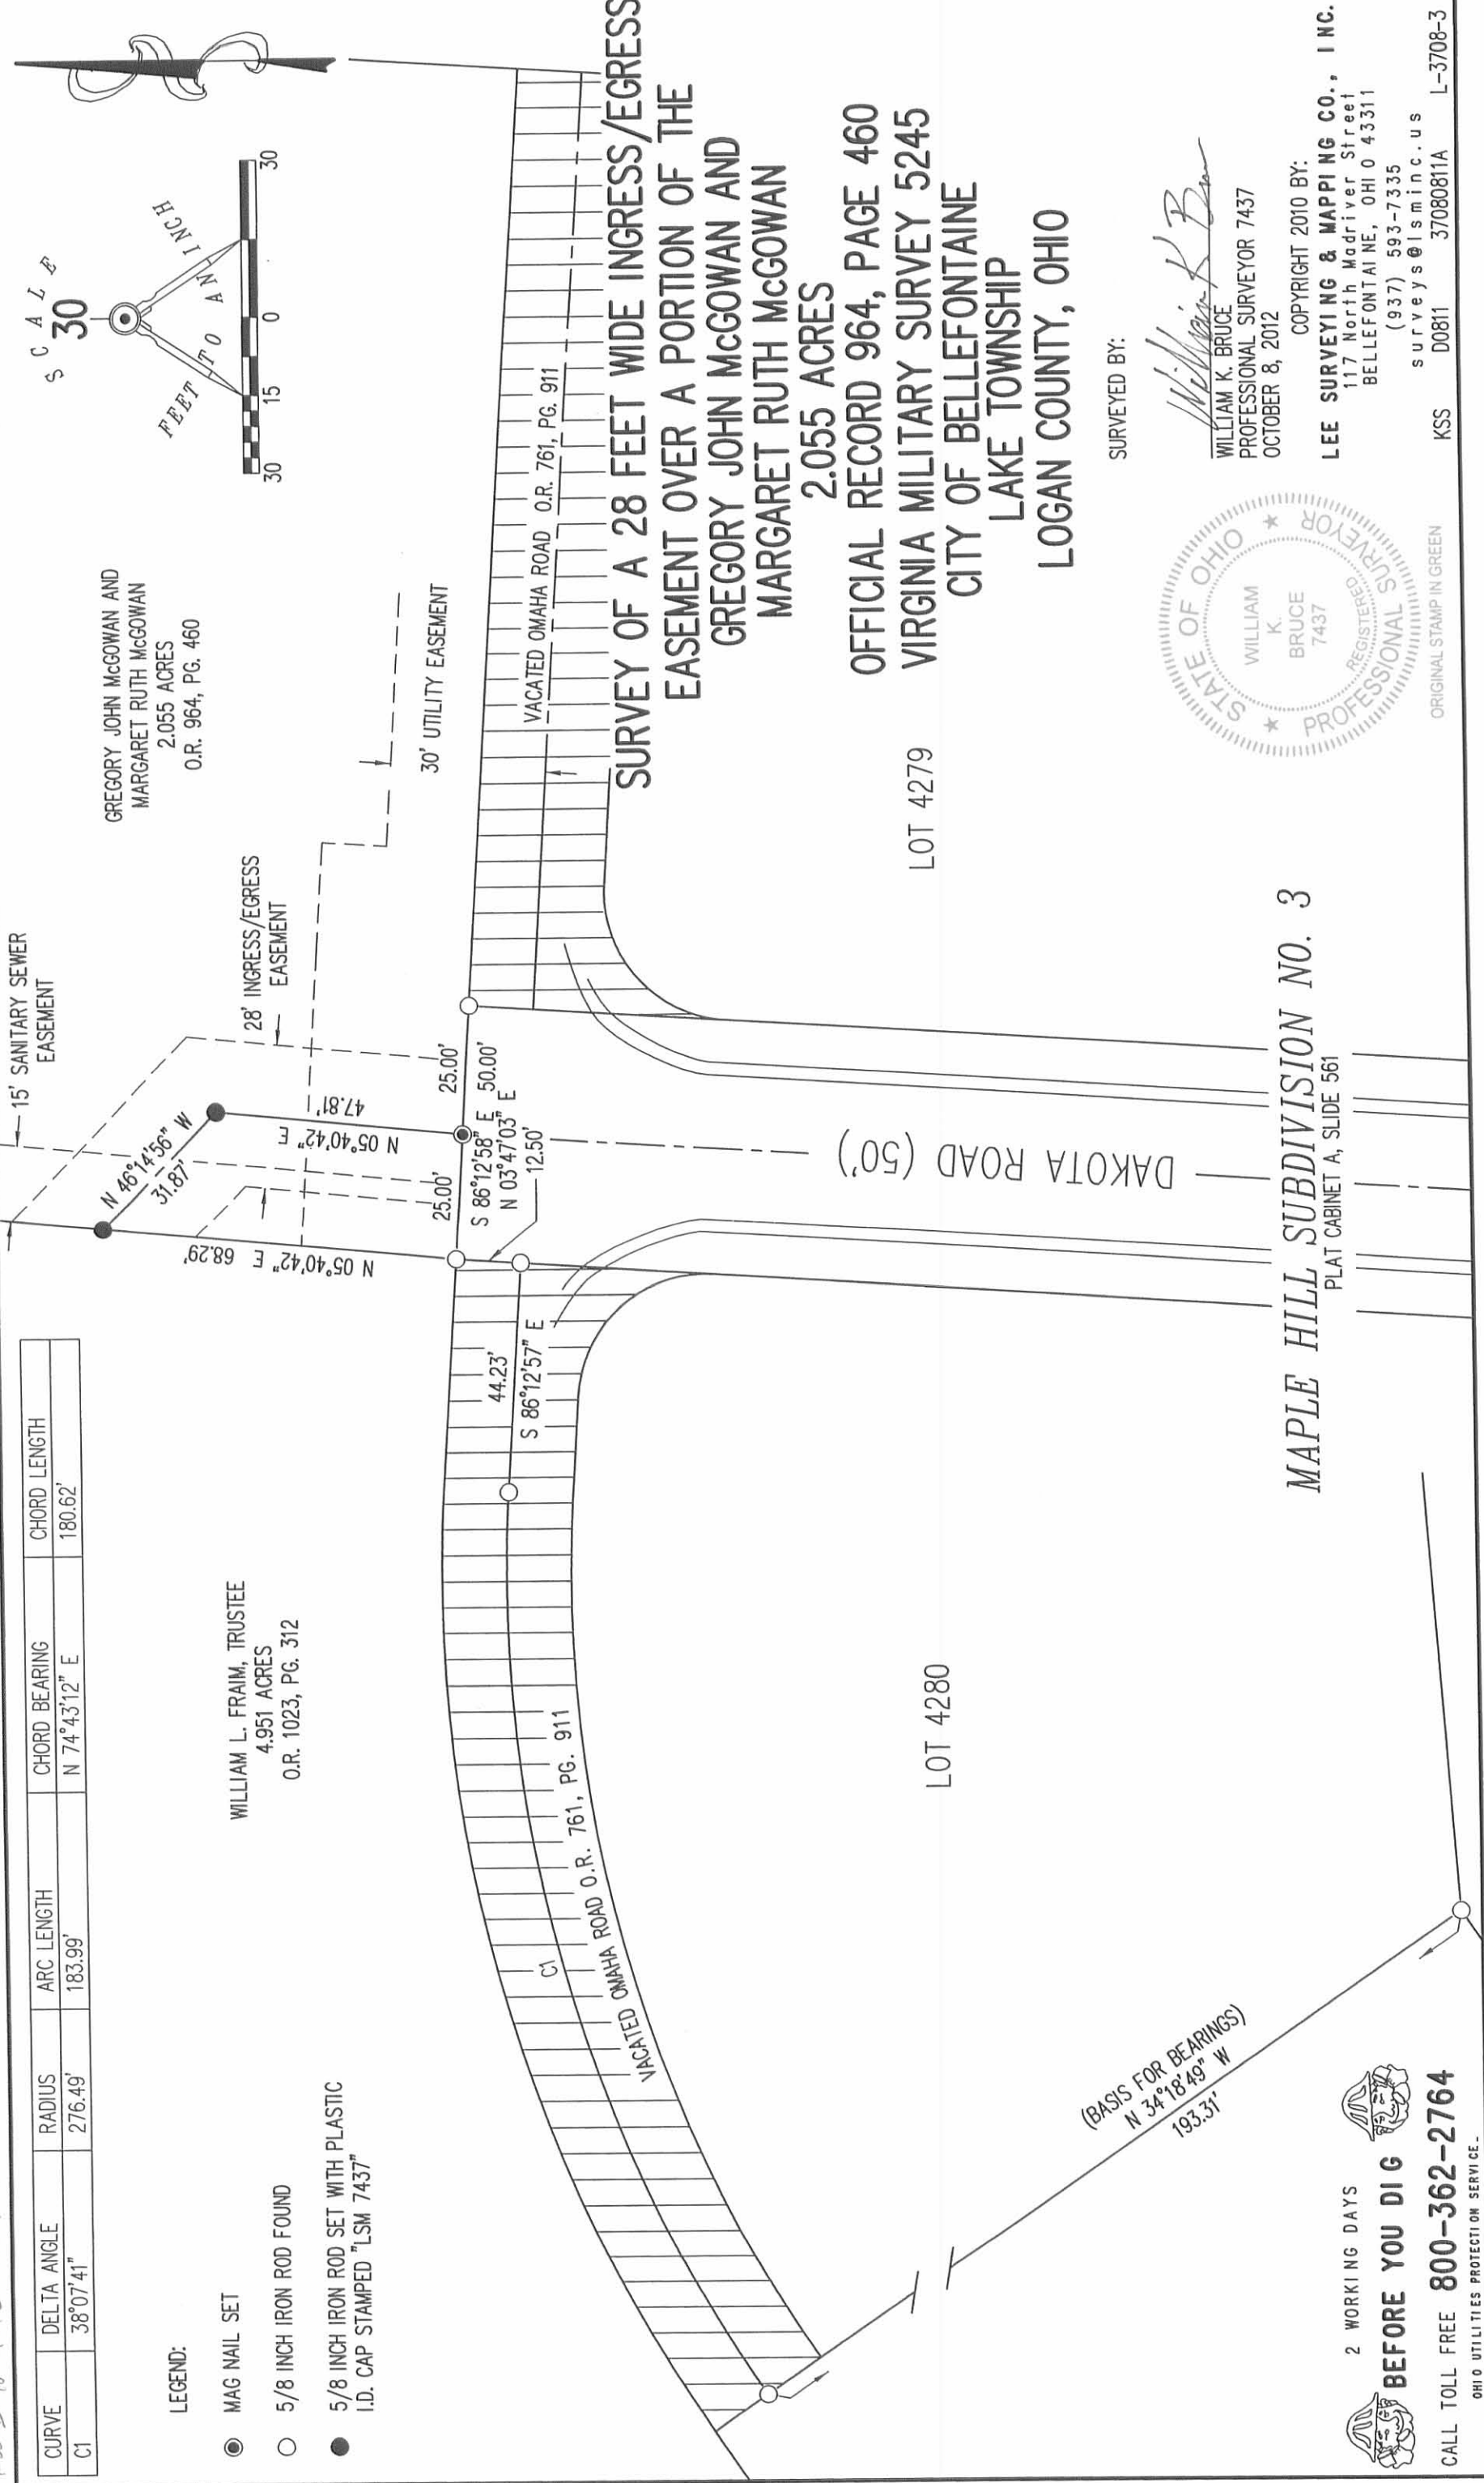 CURVE DELTA ANGLE RADIUS ARC LENGTH CHORD BEARING CHORD LENGTH
C1 38°07'41" 276.49' 183.99' N 74°43'12" E 180.62'
LEGEND:
MAG NAIL SET
5/8 INCH IRON ROD FOUND
5/8 INCH IRON ROD SET WITH PLASTIC
I.D. CAP STAMPED "LSM 7437"
WILLIAM L. FRAIM, TRUSTEE
4.951 ACRES
O.R. 1023, PG. 312
15' SANITARY SEWER
EASEMENT
N 46°14'56" W
31.87'
N 05°40'42" E 68.29'
N 05°40'42" E
47.81'
28' INGRESS/EGRESS
EASEMENT
GREGORY JOHN McGOWAN AND
MARGARET RUTH McGOWAN
2.055 ACRES
O.R. 964, PG. 460
30' UTILITY EASEMENT
SCALE
30
FEET TO AN INCH
30 15 0 30
25.00'
25.00'
S 86°12'58" E 50.00'
N 03°47'03" E
12.50'
44.23'
S 86°12'57" E
C1
VACATED OMAHA ROAD O.R. 761, PG. 911
VACATED OMAHA ROAD O.R. 761, PG. 911
DAKOTA ROAD (50')
LOT 4280
LOT 4279
(BASIS FOR BEARINGS)
N 34°18'49" W
193.31'
MAPLE HILL SUBDIVISION NO. 3
PLAT CABINET A, SLIDE 561
SURVEY OF A 28 FEET WIDE INGRESS/EGRESS
EASEMENT OVER A PORTION OF THE
GREGORY JOHN McGOWAN AND
MARGARET RUTH McGOWAN
2.055 ACRES
OFFICIAL RECORD 964, PAGE 460
VIRGINIA MILITARY SURVEY 5245
CITY OF BELLEFONTAINE
LAKE TOWNSHIP
LOGAN COUNTY, OHIO
SURVEYED BY:
William K Bruce
WILLIAM K. BRUCE
PROFESSIONAL SURVEYOR 7437
OCTOBER 8, 2012
COPYRIGHT 2010 BY:
LEE SURVEYING & MAPPING CO., INC.
117 North Madriver Street
BELLEFONTAINE, OHIO 43311
(937) 593-7335
surveys@lsminc.us
KSS D0811 37080811A L-3708-3
STATE OF OHIO
WILLIAM
K.
BRUCE
7437
REGISTERED
PROFESSIONAL SURVEYOR
ORIGINAL STAMP IN GREEN
2 WORKING DAYS
BEFORE YOU DIG
CALL TOLL FREE 800-362-2764
OHIO UTILITIES PROTECTION SERVICE